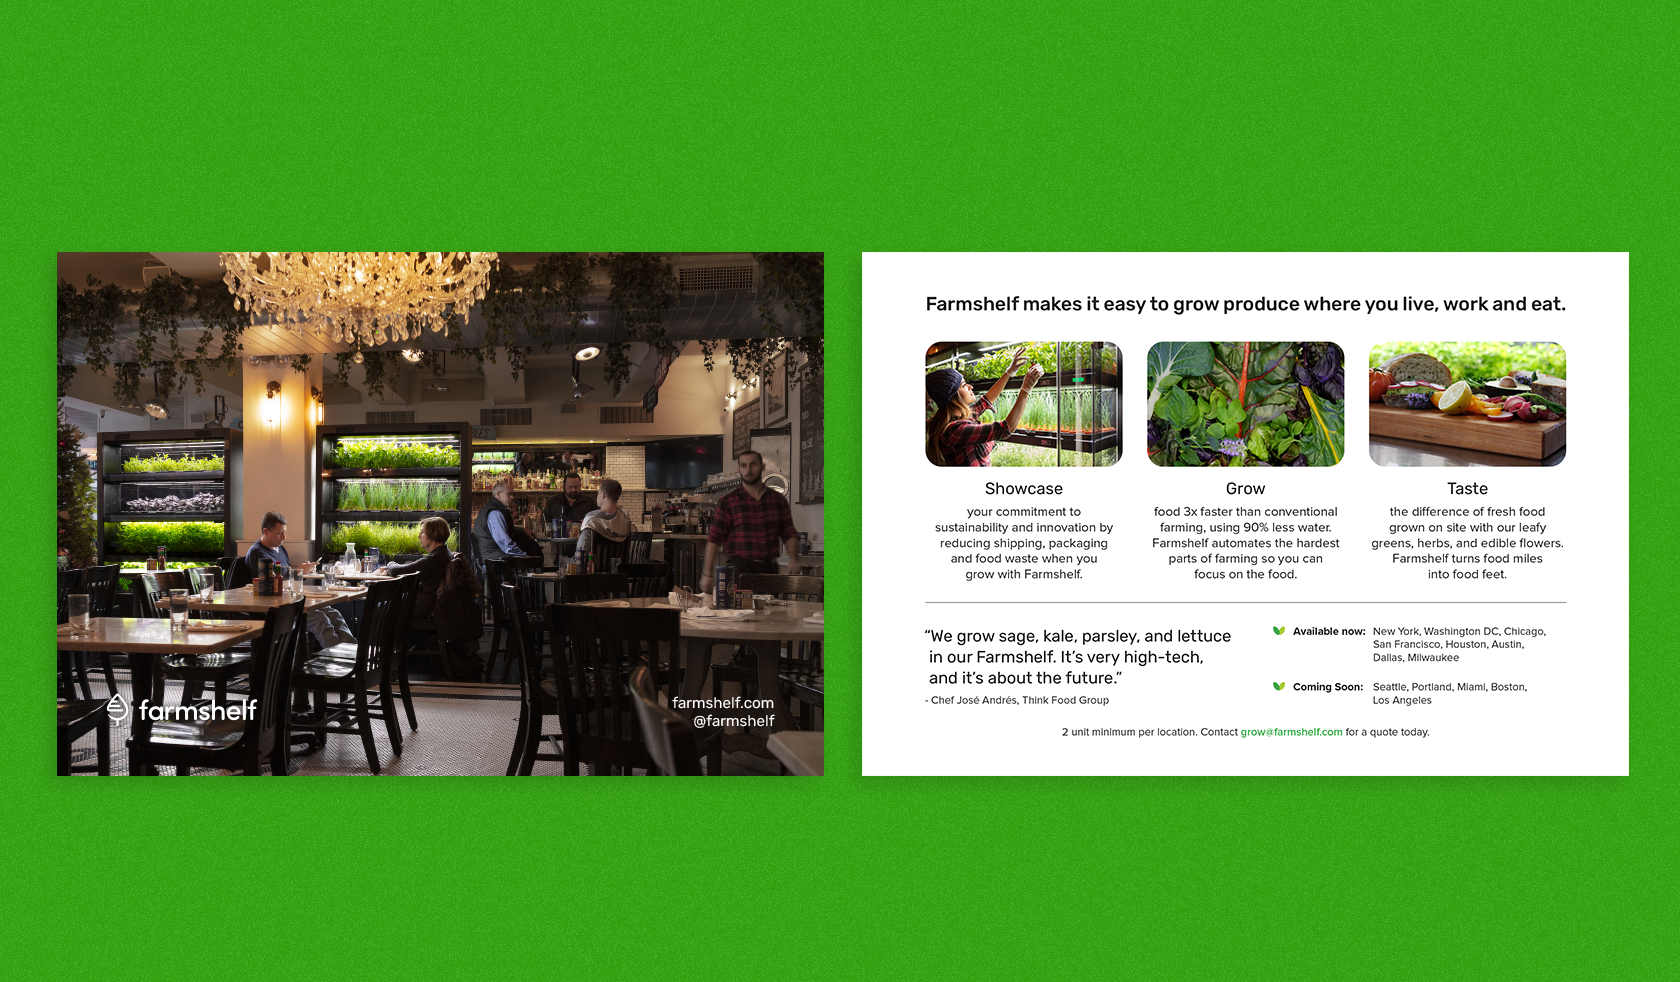 farmshelf
farmshelf.com
@farmshelf
Farmshelf makes it easy to grow produce where you live, work and eat.
Showcase
your commitment to
sustainability and innovation by
reducing shipping, packaging
and food waste when you
grow with Farmshelf.
Grow
food 3x faster than conventional
farming, using 90% less water.
Farmshelf automates the hardest
parts of farming so you can
focus on the food.
Taste
the difference of fresh food
grown on site with our leafy
greens, herbs, and edible flowers.
Farmshelf turns food miles
into food feet.
“We grow sage, kale, parsley, and lettuce
in our Farmshelf. It’s very high-tech,
and it’s about the future.”
- Chef José Andrés, Think Food Group
Available now: New York, Washington DC, Chicago,
San Francisco, Houston, Austin,
Dallas, Milwaukee
Coming Soon: Seattle, Portland, Miami, Boston,
Los Angeles
2 unit minimum per location. Contact grow@farmshelf.com for a quote today.